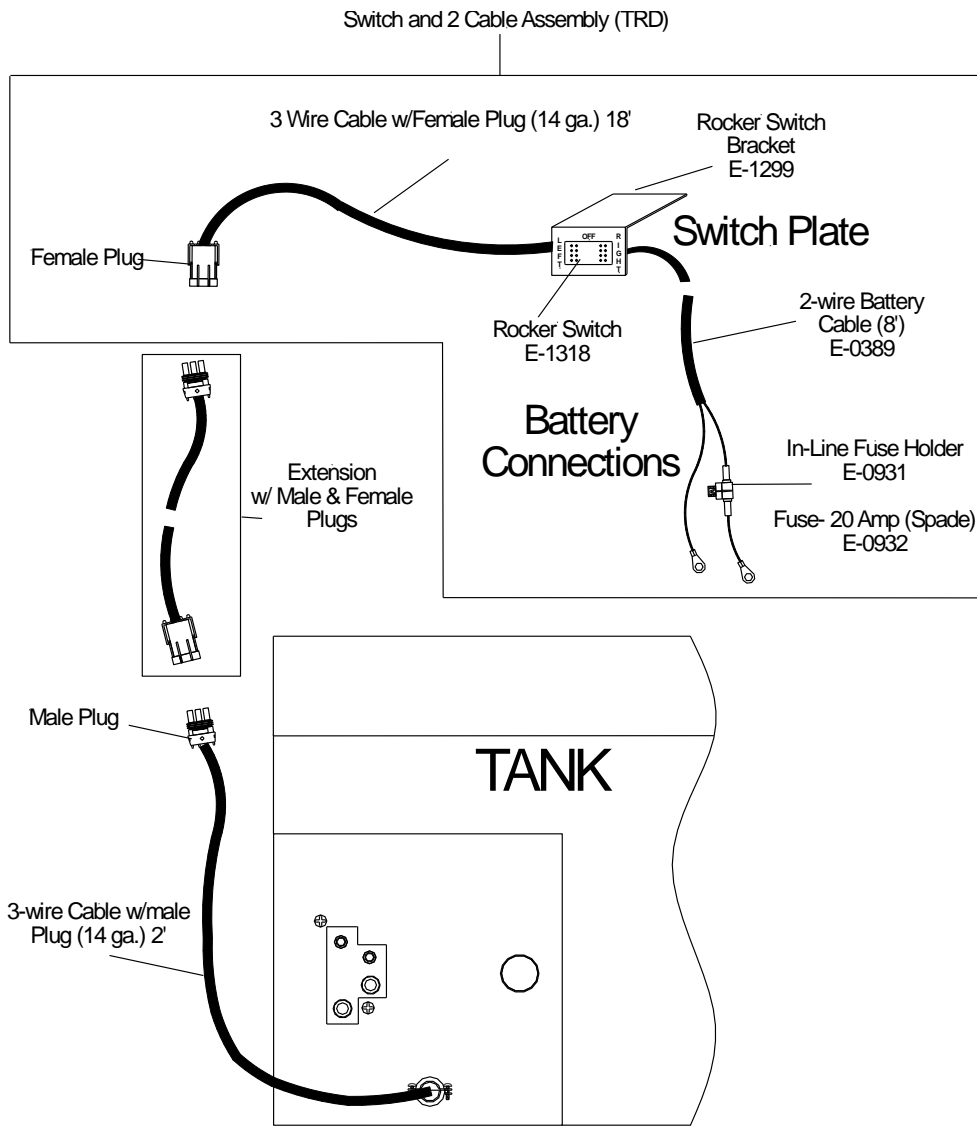 Switch and 2 Cable Assembly (TRD)
3 Wire Cable w/Female Plug (14 ga.) 18'
Rocker Switch
Bracket
E-1299
Switch Plate
LEFT
OFF
RIGHT
Female Plug
Rocker Switch
E-1318
2-wire Battery
Cable (8')
E-0389
Battery
Connections
In-Line Fuse Holder
E-0931
Fuse- 20 Amp (Spade)
E-0932
Extension
w/ Male & Female
Plugs
Male Plug
TANK
3-wire Cable w/male
Plug (14 ga.) 2'